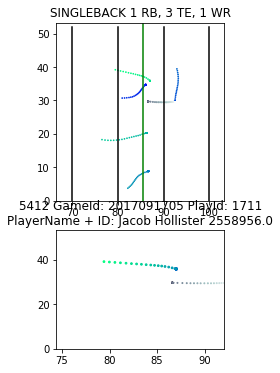 SINGLEBACK 1 RB, 3 TE, 1 WR
50
40
30
20
10
0
70 80 90 100
5412 GameId: 2017091705 PlayId: 1711
PlayerName + ID: Jacob Hollister 2558956.0
40
20
0
75 80 85 90